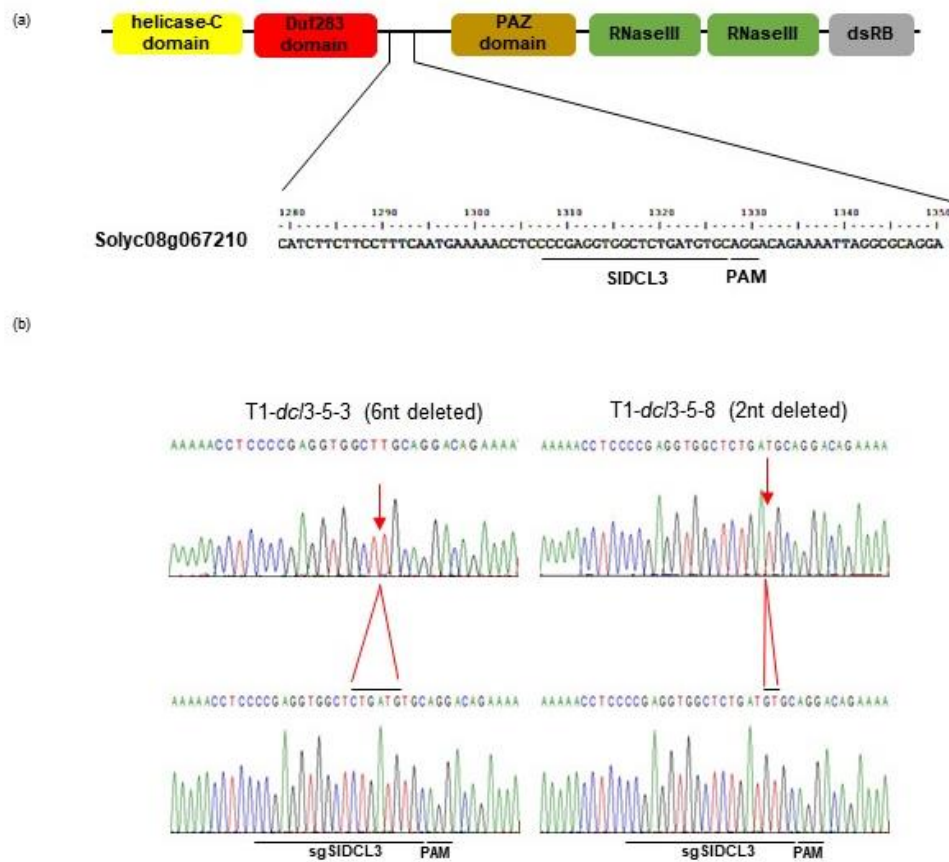 (a)
helicase-C domain
Duf283 domain
PAZ domain
RNaseIII
RNaseIII
dsRB
1280 1290 1300 1310 1320 1330 1340 1350
Solyc08g067210
CATCTTCTTCCTTTCAATGAAAAACCTCCCCGAGGTGGCTCTGATGTGCAGGACAGAAAATTAGGCGCAGGA
SlDCL3 PAM
(b)
T1-dcl3-5-3 (6nt deleted)
T1-dcl3-5-8 (2nt deleted)
AAAAACCTCCCCGAGGTGGCTTGCAGGACAGAAAA
AAAAACCTCCCCGAGGTGGCTCTGATGCAGGACAGAAAA
AAAAACCTCCCCGAGGTGGCTCTGATGTGCAGGACAGAAAA
AAAAACCTCCCCGAGGTGGCTCTGATGTGCAGGACAGAAAA
sgSlDCL3 PAM
sgSlDCL3 PAM